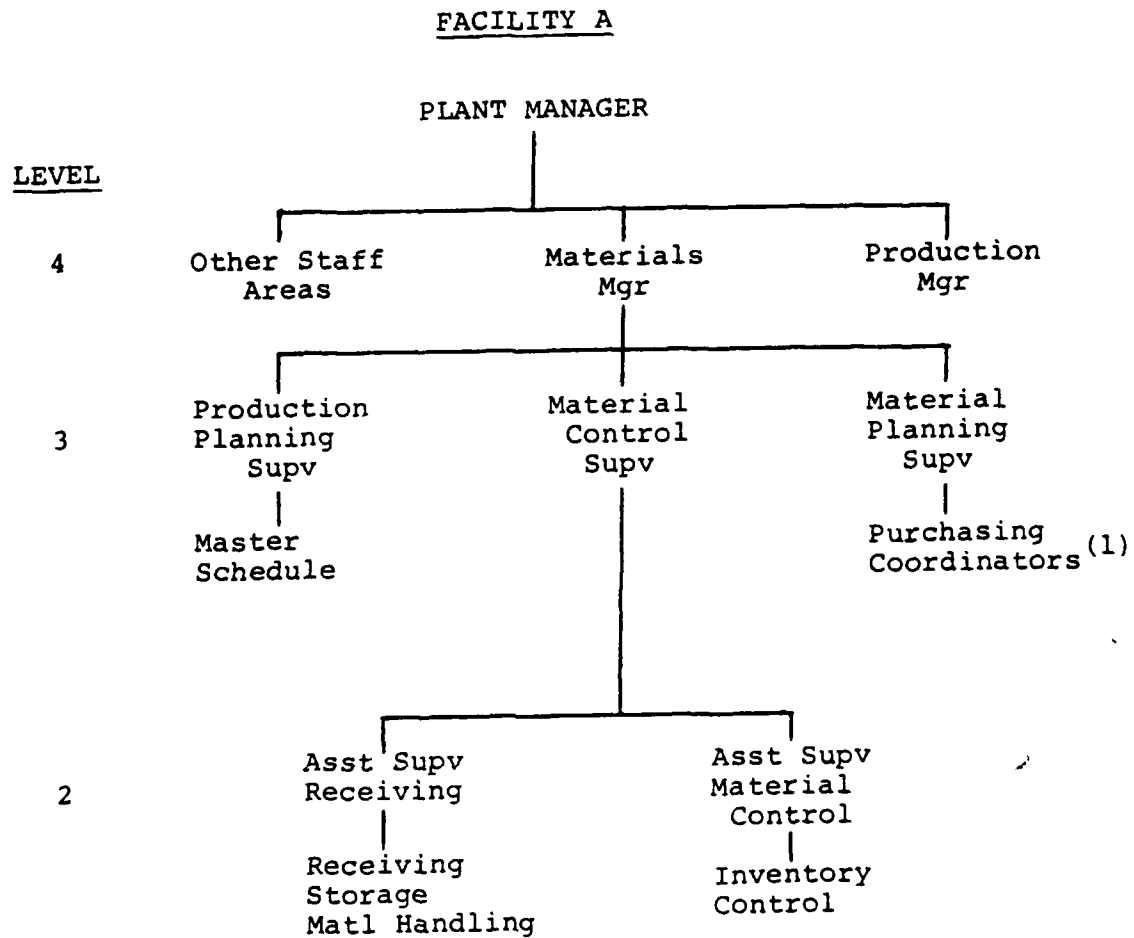 FACILITY A
PLANT MANAGER
LEVEL
4
Other Staff
Areas
Materials
Mgr
Production
Mgr
3
Production
Planning
Supv
Material
Control
Supv
Material
Planning
Supv
Master
Schedule
Purchasing
Coordinators (1)
2
Asst Supv
Receiving
Asst Supv
Material
Control
Receiving
Storage
Matl Handling
Inventory
Control